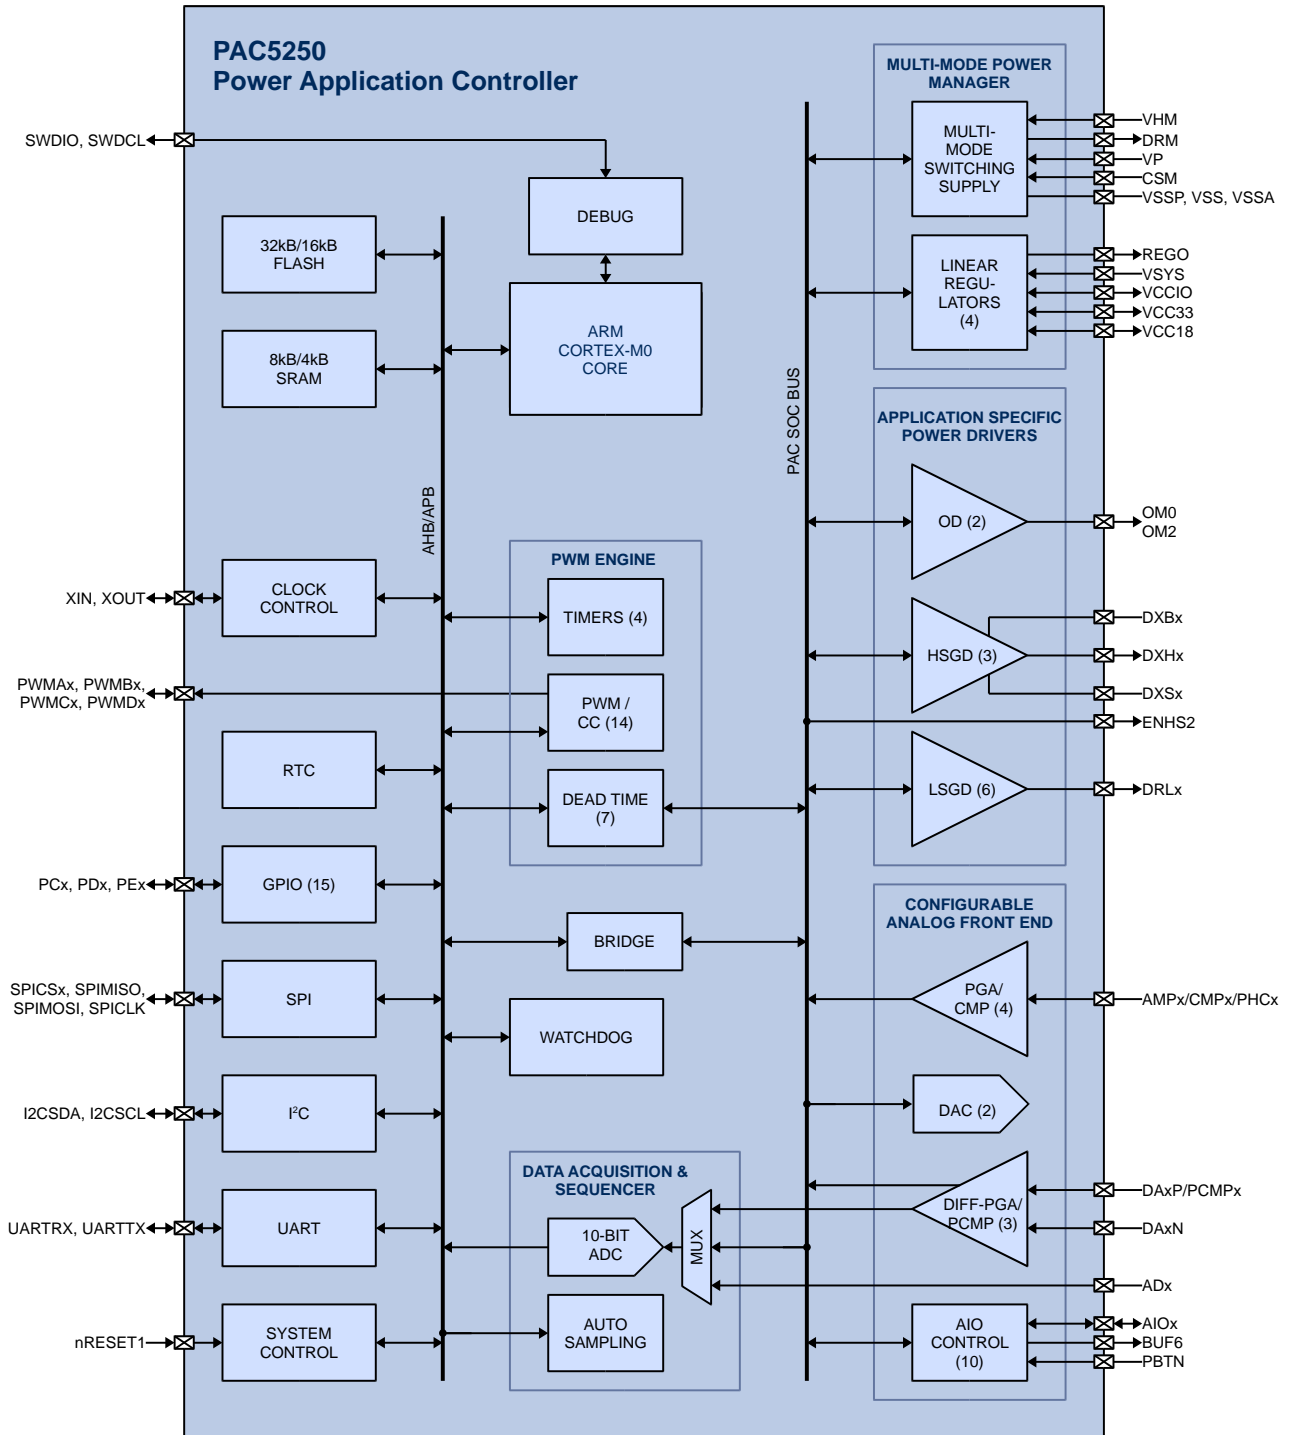 PAC5250
Power Application Controller
SWDIO, SWDCL
DEBUG
32kB/16kB
FLASH
ARM
CORTEX-M0
CORE
8kB/4kB
SRAM
AHB/APB
PAC SOC BUS
MULTI-MODE POWER
MANAGER
MULTI-
MODE
SWITCHING
SUPPLY
VHM
DRM
VP
CSM
VSSP, VSS, VSSA
LINEAR
REGU-
LATORS
(4)
REGO
VSYS
VCCIO
VCC33
VCC18
APPLICATION SPECIFIC
POWER DRIVERS
OD (2)
OM0
OM2
HSGD (3)
DXBx
DXHx
DXSx
ENHS2
LSGD (6)
DRLx
XIN, XOUT
CLOCK
CONTROL
PWM ENGINE
TIMERS (4)
PWMAx, PWMBx,
PWMCx, PWMDx
PWM /
CC (14)
RTC
DEAD TIME
(7)
PCx, PDx, PEx
GPIO (15)
BRIDGE
SPICSx, SPIMISO,
SPIMOSI, SPICLK
SPI
WATCHDOG
I2CSDA, I2CSCL
I²C
UARTRX, UARTTX
UART
nRESET1
SYSTEM
CONTROL
DATA ACQUISITION &
SEQUENCER
10-BIT
ADC
MUX
AUTO
SAMPLING
CONFIGURABLE
ANALOG FRONT END
PGA/
CMP (4)
AMPx/CMPx/PHCx
DAC (2)
DIFF-PGA/
PCMP (3)
DAxP/PCMPx
DAxN
ADx
AIO
CONTROL
(10)
AIOx
BUF6
PBTN